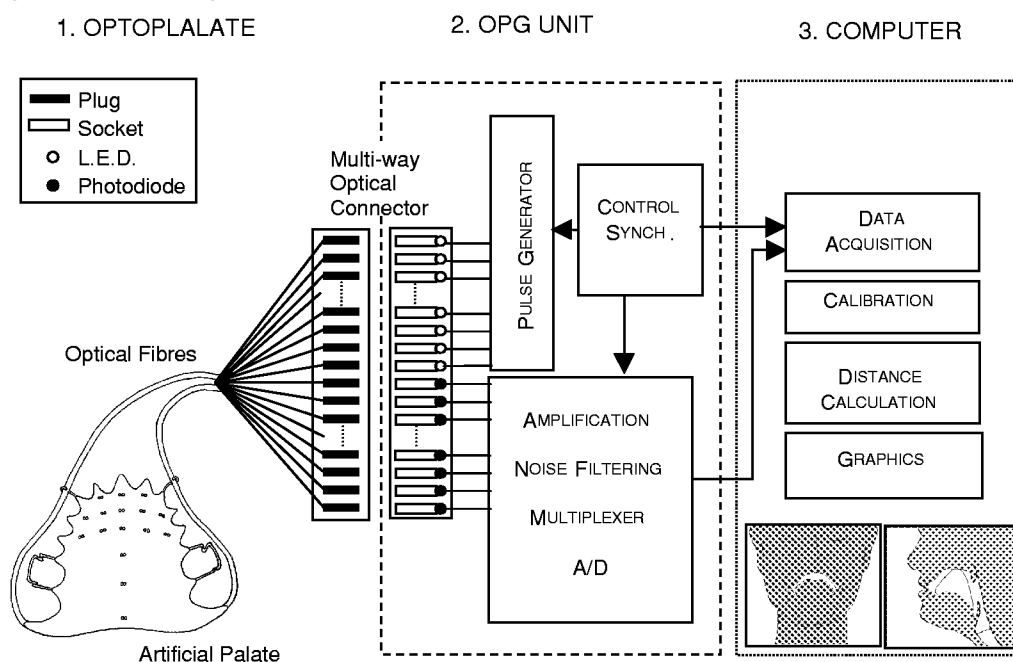 1. OPTOPLALATE
2. OPG UNIT
3. COMPUTER
Plug
Socket
L.E.D.
Photodiode
Multi-way
Optical
Connector
PULSE GENERATOR
CONTROL
SYNCH .
DATA
ACQUISITION
CALIBRATION
DISTANCE
CALCULATION
GRAPHICS
Optical Fibres
AMPLIFICATION
NOISE FILTERING
MULTIPLEXER
A/D
Artificial Palate